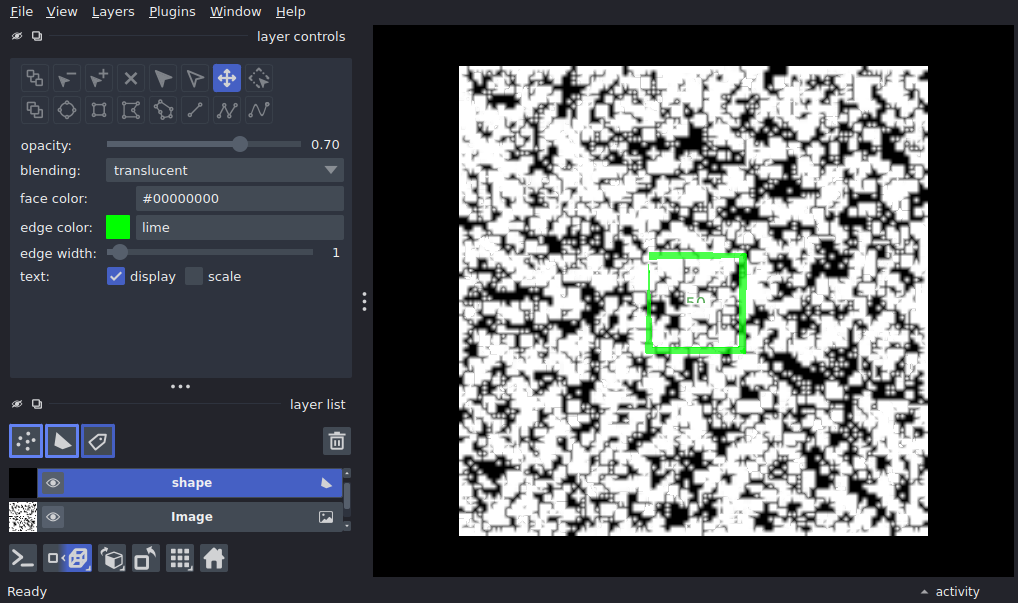 File View Layers Plugins Window Help
layer controls
opacity: 0.70
blending: translucent
face color: #00000000
edge color: lime
edge width: 1
text: display scale
layer list
shape
Image
Ready
activity